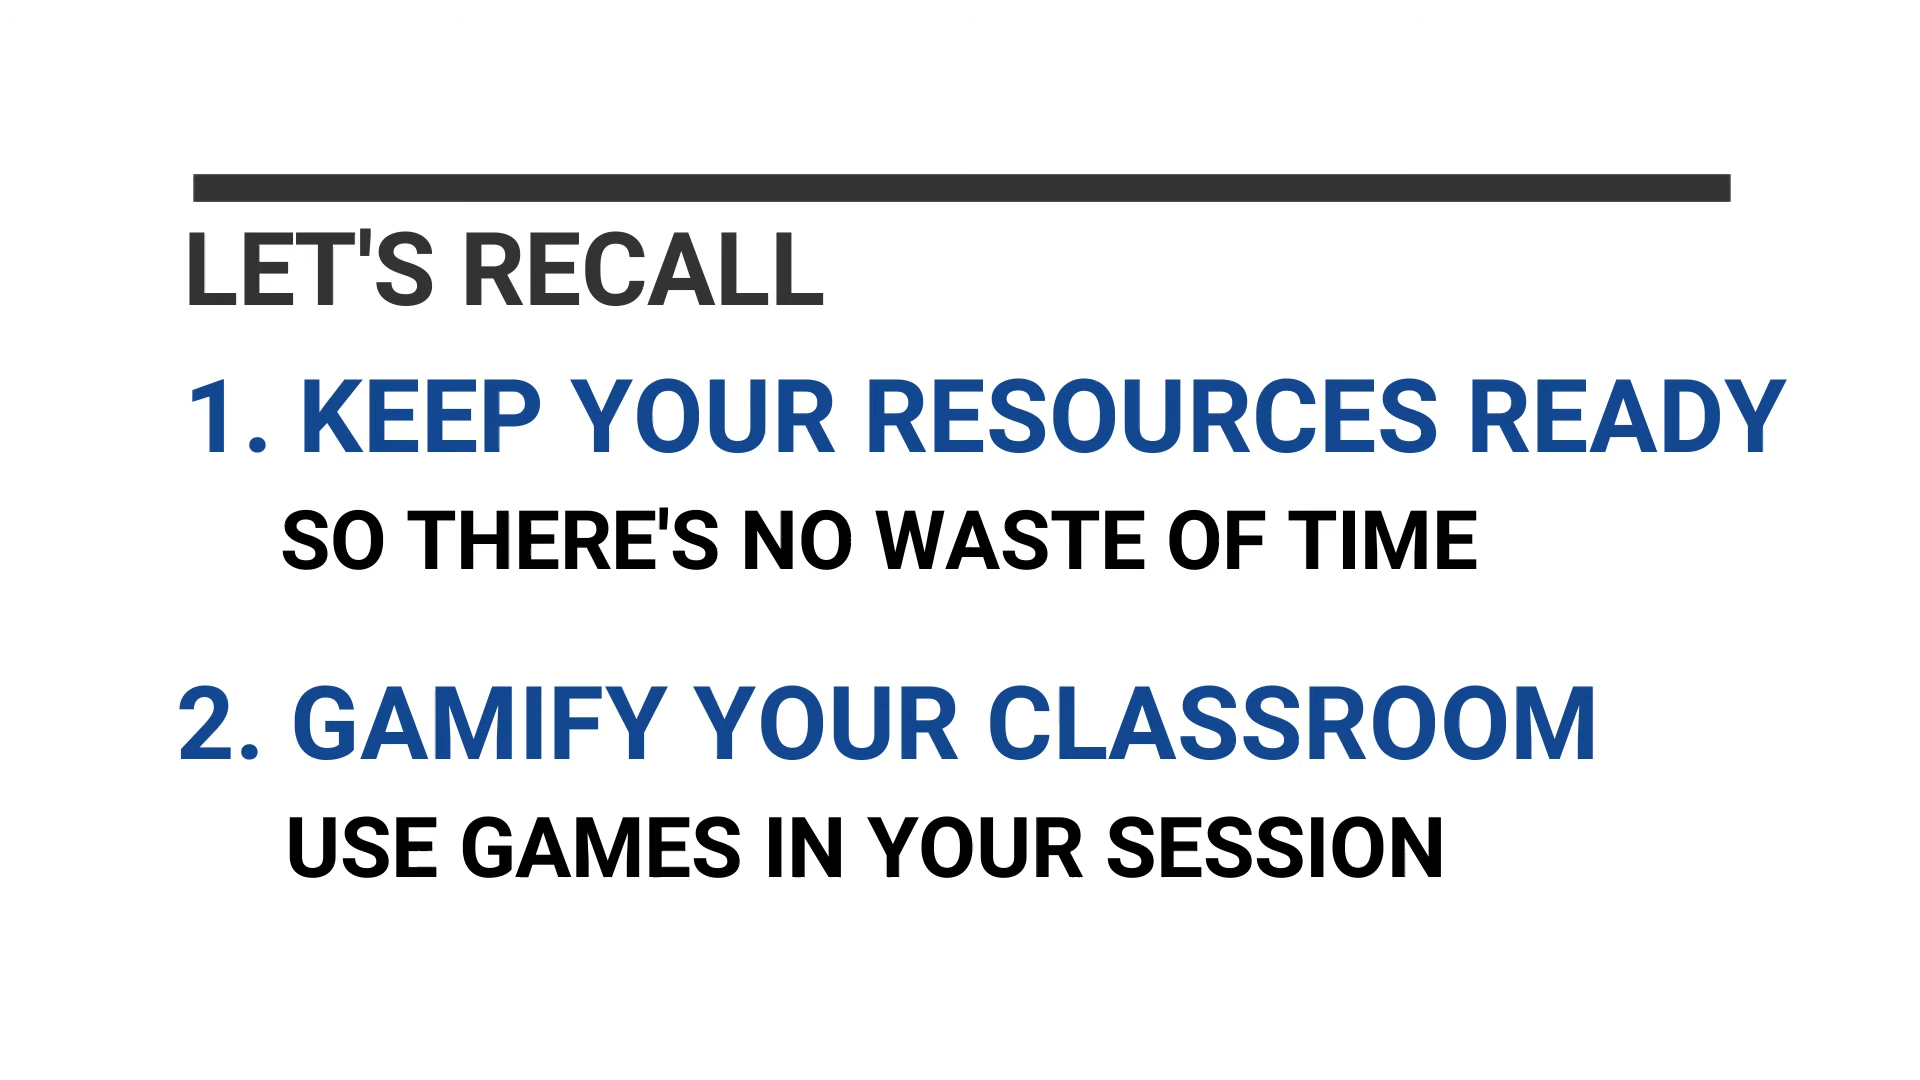 LET'S RECALL
1. KEEP YOUR RESOURCES READY
SO THERE'S NO WASTE OF TIME
2. GAMIFY YOUR CLASSROOM
USE GAMES IN YOUR SESSION